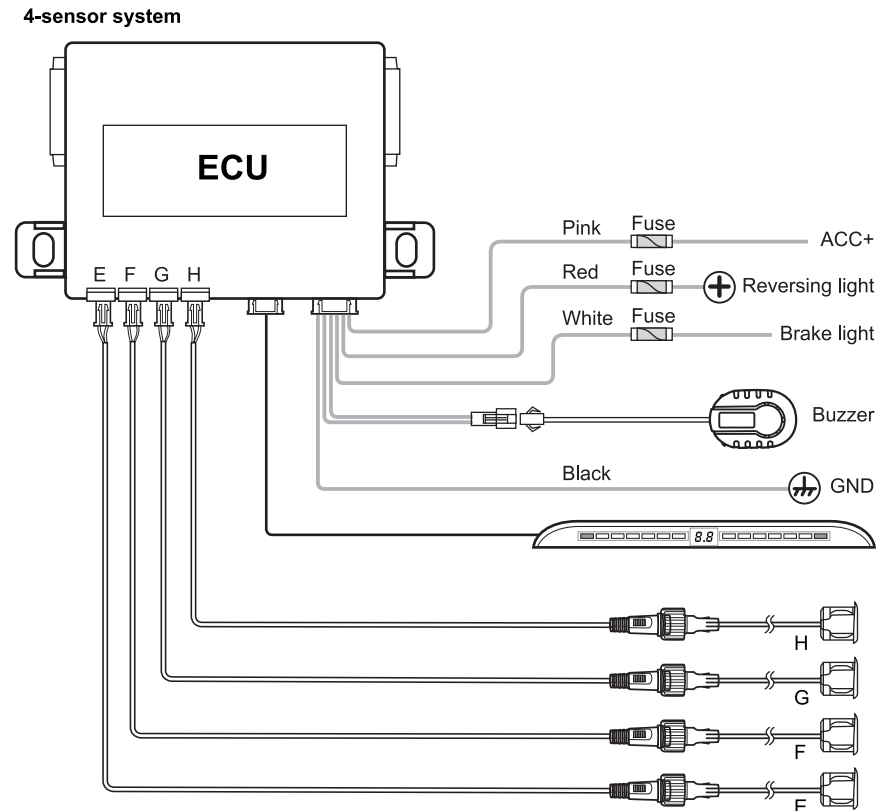 4-sensor system
ECU
Pink Fuse
ACC+
Red Fuse
Reversing light
E F G H
White Fuse
Brake light
Buzzer
Black
GND
8.8
H
G
F
E